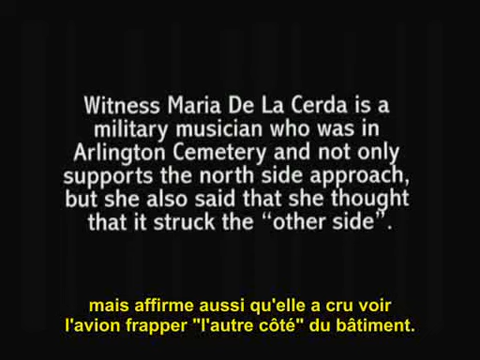 Witness Maria De La Cerda is a
military musician who was in
Arlington Cemetery and not only
supports the north side approach,
but she also said that she thought
that it struck the “other side”.
mais affirme aussi qu'elle a cru voir
l'avion frapper "l'autre côté" du bâtiment.